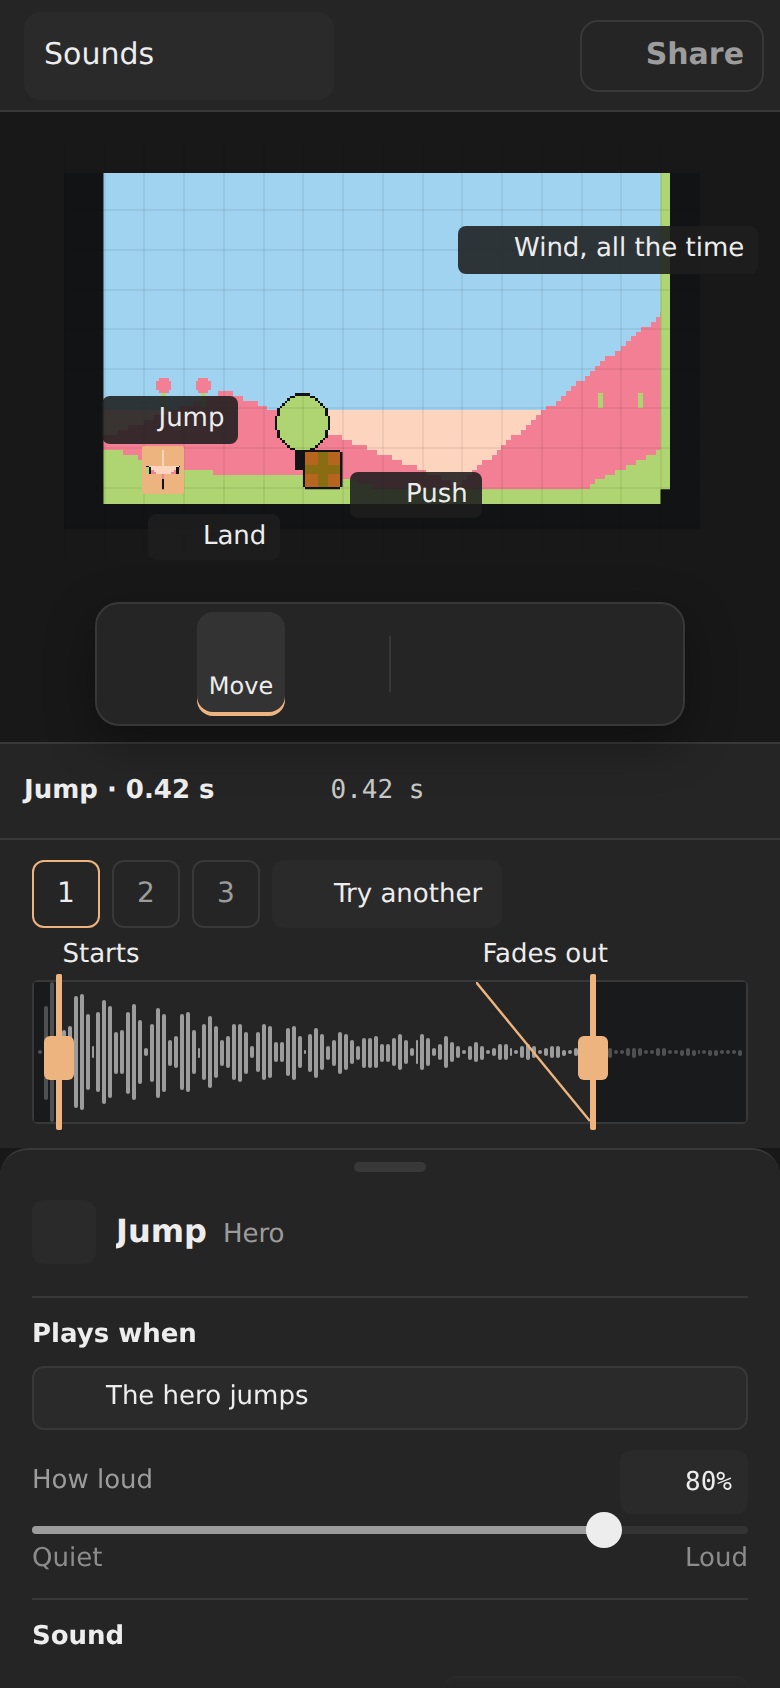 Sounds
Share
Wind, all the time
Jump
Push
Land
Move
Jump · 0.42 s
0.42 s
1
2
3
Try another
Starts
Fades out
Jump
Hero
Plays when
The hero jumps
How loud
80%
Quiet
Loud
Sound